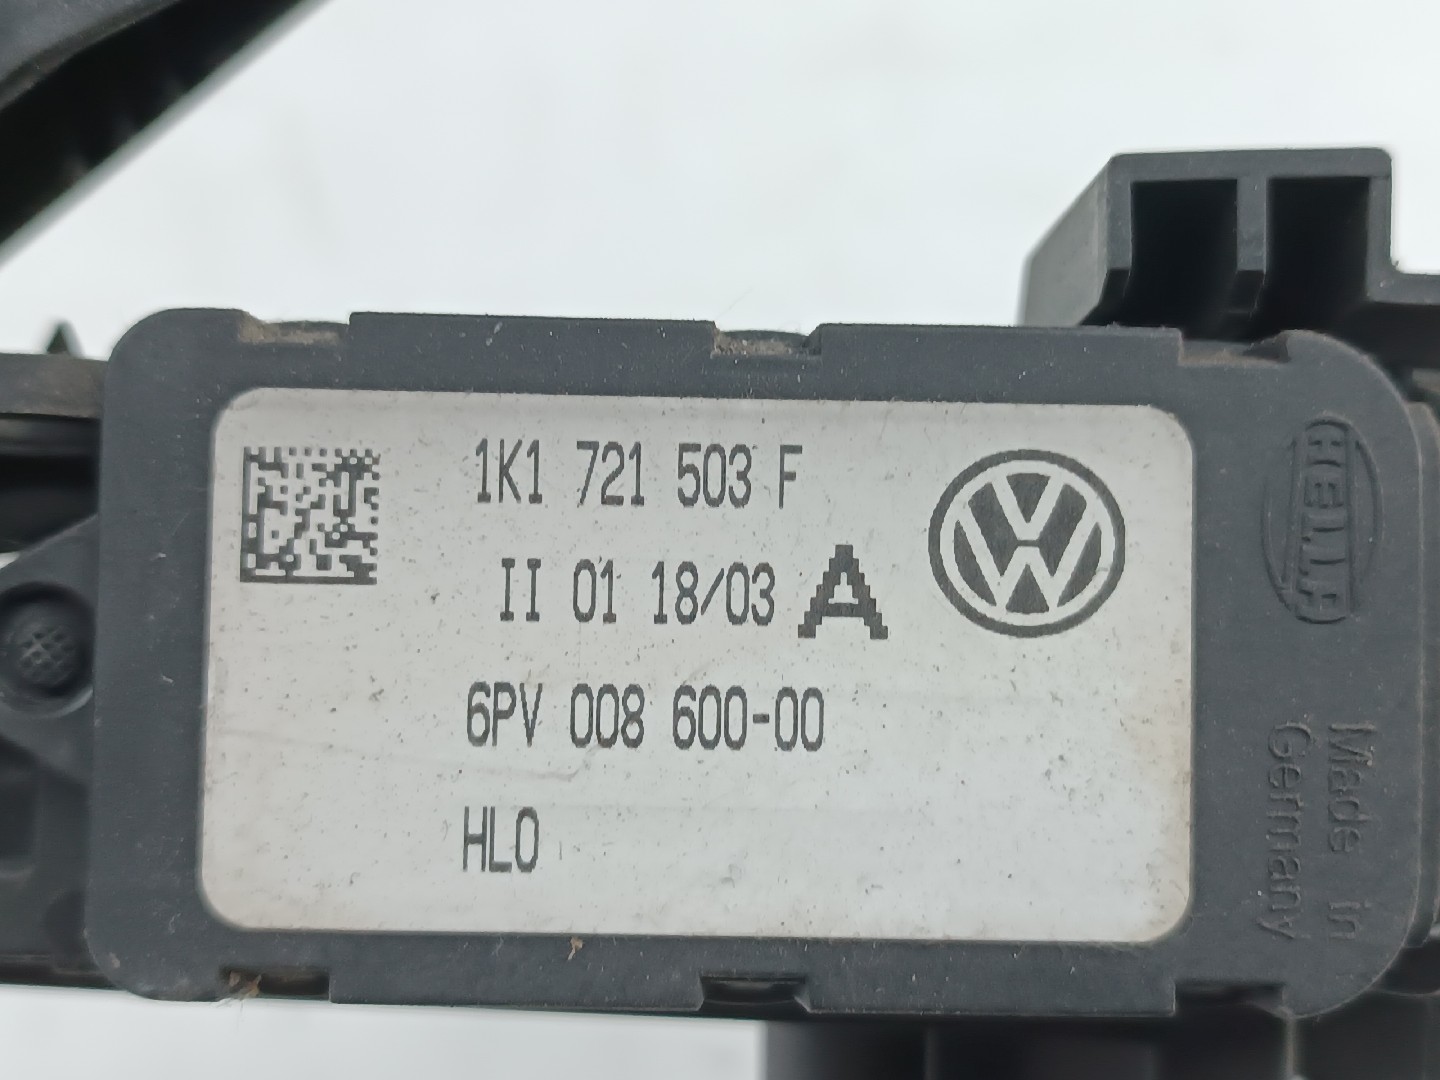 1K1 721 503 F
II 01 18/03 A
6PV 008 600-00
HLO
HELLA
Made in
Germany